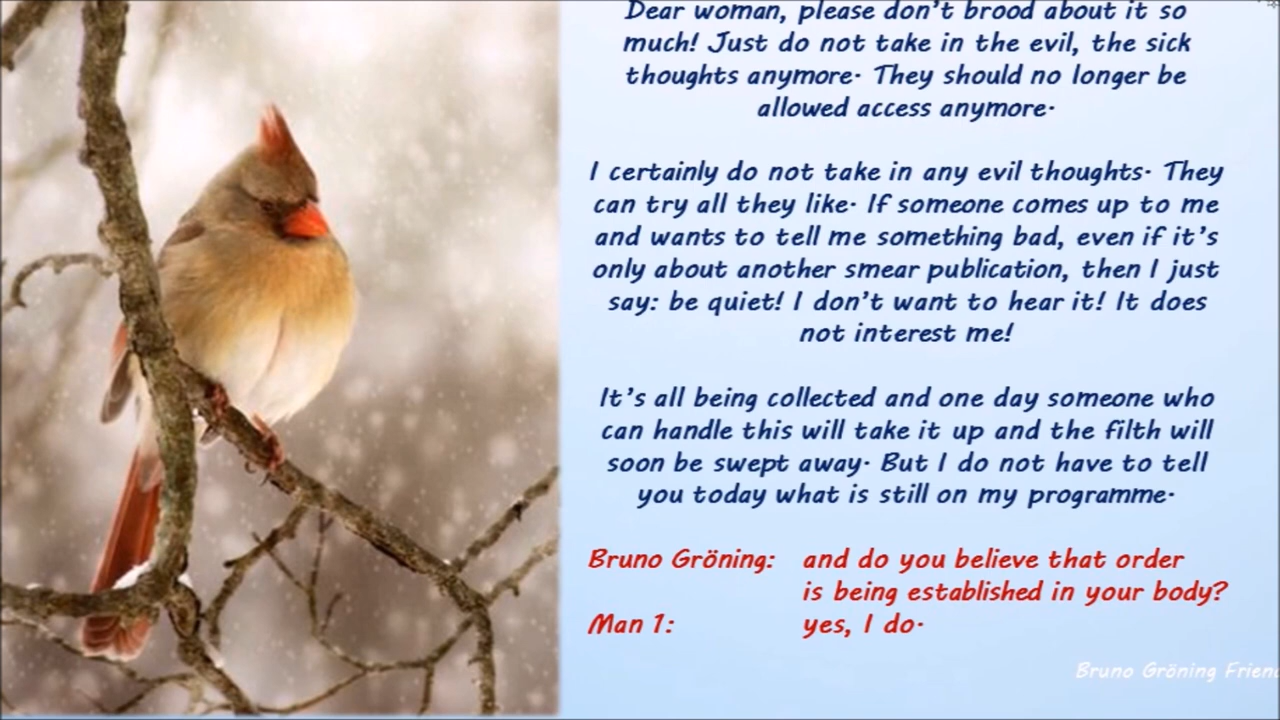 Dear woman, please don't brood about it so
much! Just do not take in the evil, the sick
thoughts anymore. They should no longer be
allowed access anymore.
I certainly do not take in any evil thoughts. They
can try all they like. If someone comes up to me
and wants to tell me something bad, even if it's
only about another smear publication, then I just
say: be quiet! I don't want to hear it! It does
not interest me!
It's all being collected and one day someone who
can handle this will take it up and the filth will
soon be swept away. But I do not have to tell
you today what is still on my programme.
Bruno Gröning: and do you believe that order
is being established in your body?
Man 1: yes, I do.
Bruno Gröning Frien